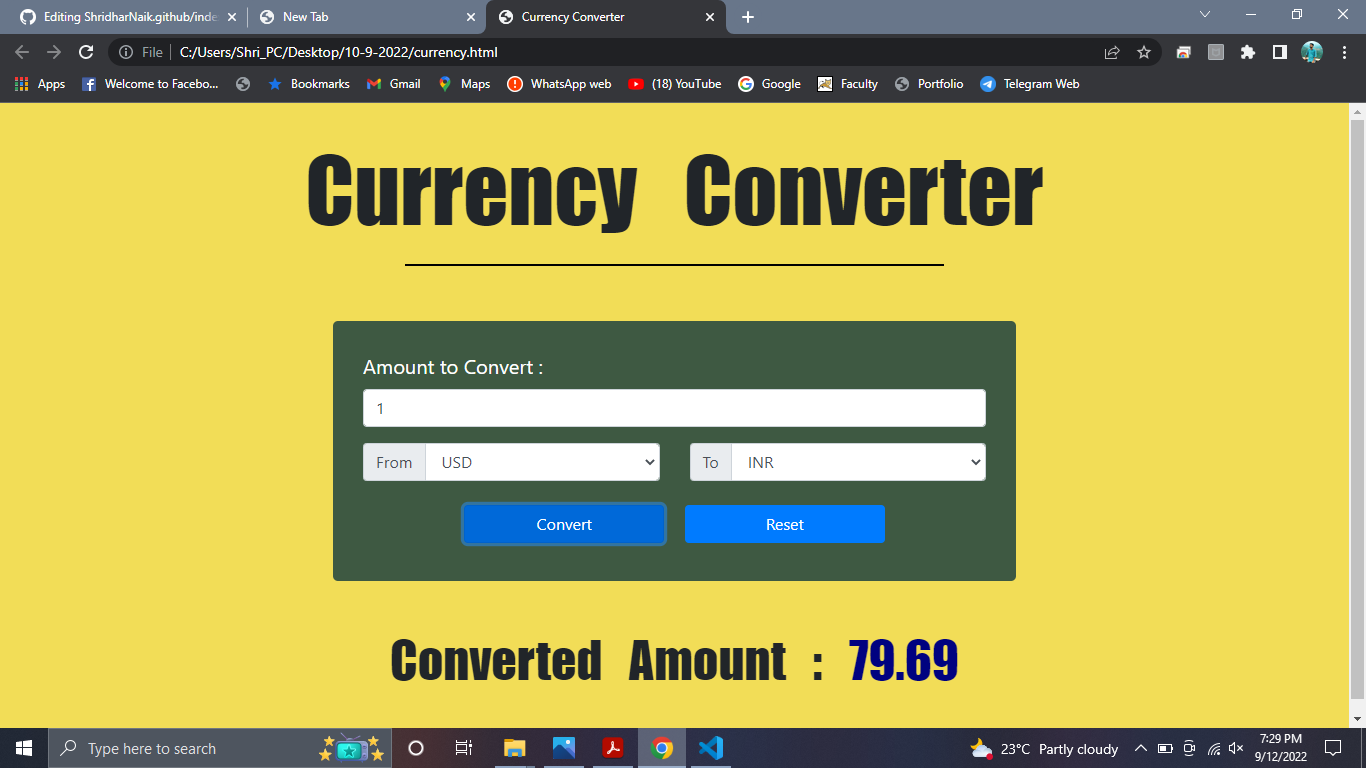 Editing ShridharNaik.github/inde
New Tab
Currency Converter
File
C:/Users/Shri_PC/Desktop/10-9-2022/currency.html
Apps
Welcome to Facebo...
Bookmarks
Gmail
Maps
WhatsApp web
(18) YouTube
Google
Faculty
Portfolio
Telegram Web
Currency Converter
Amount to Convert :
1
From
USD
To
INR
Convert
Reset
Converted Amount : 79.69
Type here to search
23°C Partly cloudy
7:29 PM
9/12/2022